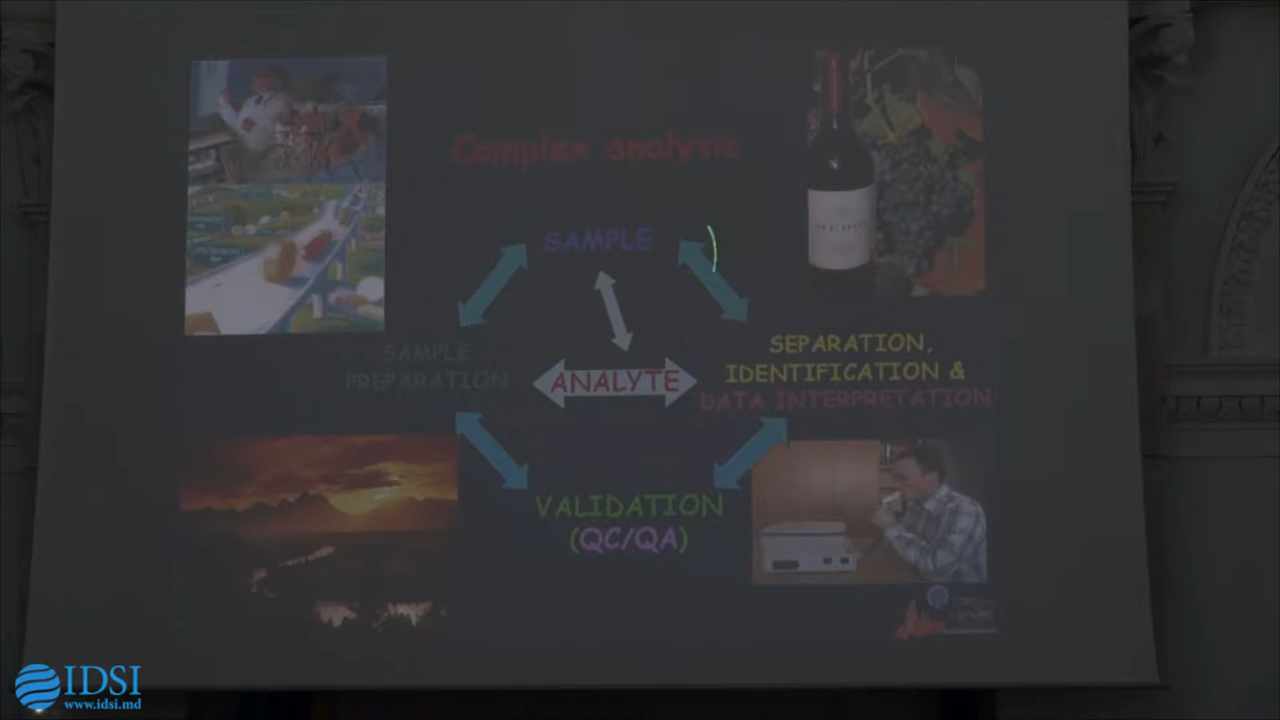 Complex analysis
SAMPLE
SAMPLE
PREPARATION
ANALYTE
SEPARATION,
IDENTIFICATION &
DATA INTERPRETATION
VALIDATION
(QC/QA)
IDSI
www.idsi.md